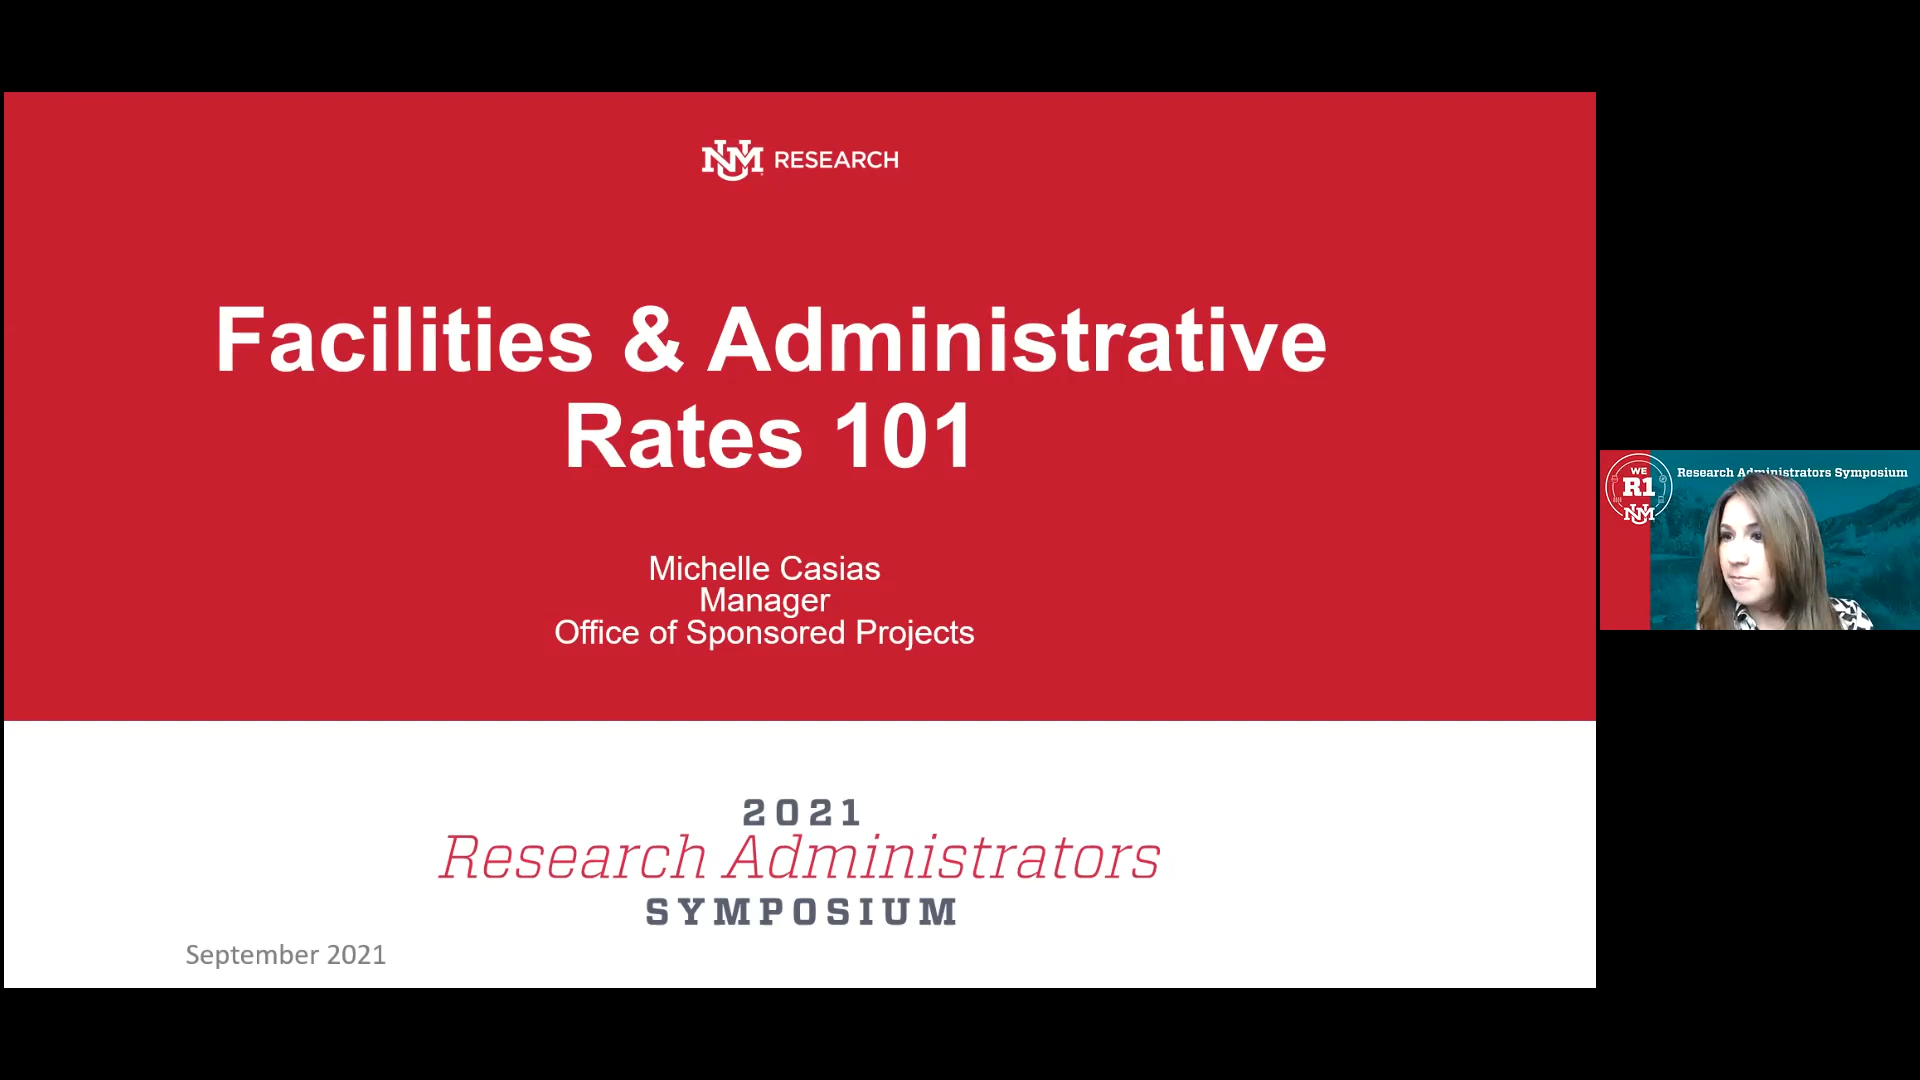 UNM RESEARCH
Facilities & Administrative
Rates 101
Michelle Casias
Manager
Office of Sponsored Projects
2021
Research Administrators
SYMPOSIUM
September 2021
WE
R1
UNM
Research Administrators Symposium